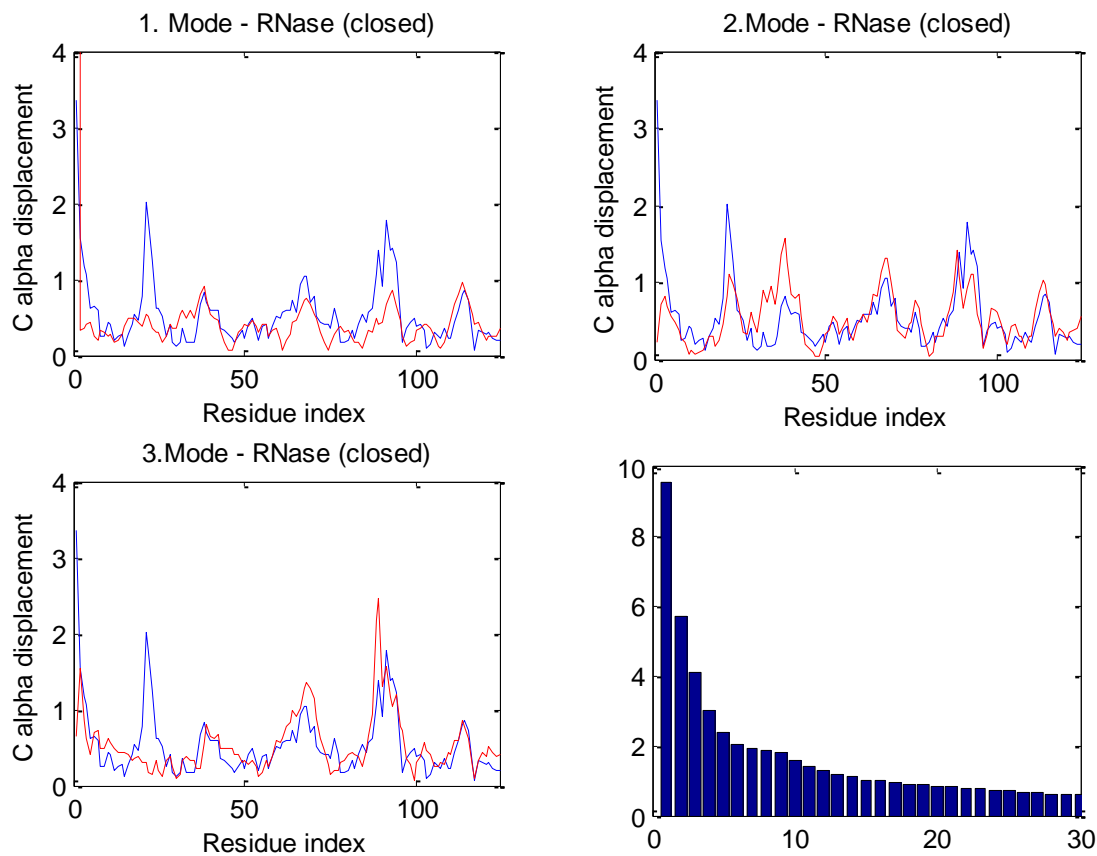 1. Mode - RNase (closed)
C alpha displacement
4
3
2
1
0
0 50 100
Residue index
2.Mode - RNase (closed)
C alpha displacement
4
3
2
1
0
0 50 100
Residue index
3.Mode - RNase (closed)
C alpha displacement
4
3
2
1
0
0 50 100
Residue index
10
8
6
4
2
0
0 10 20 30